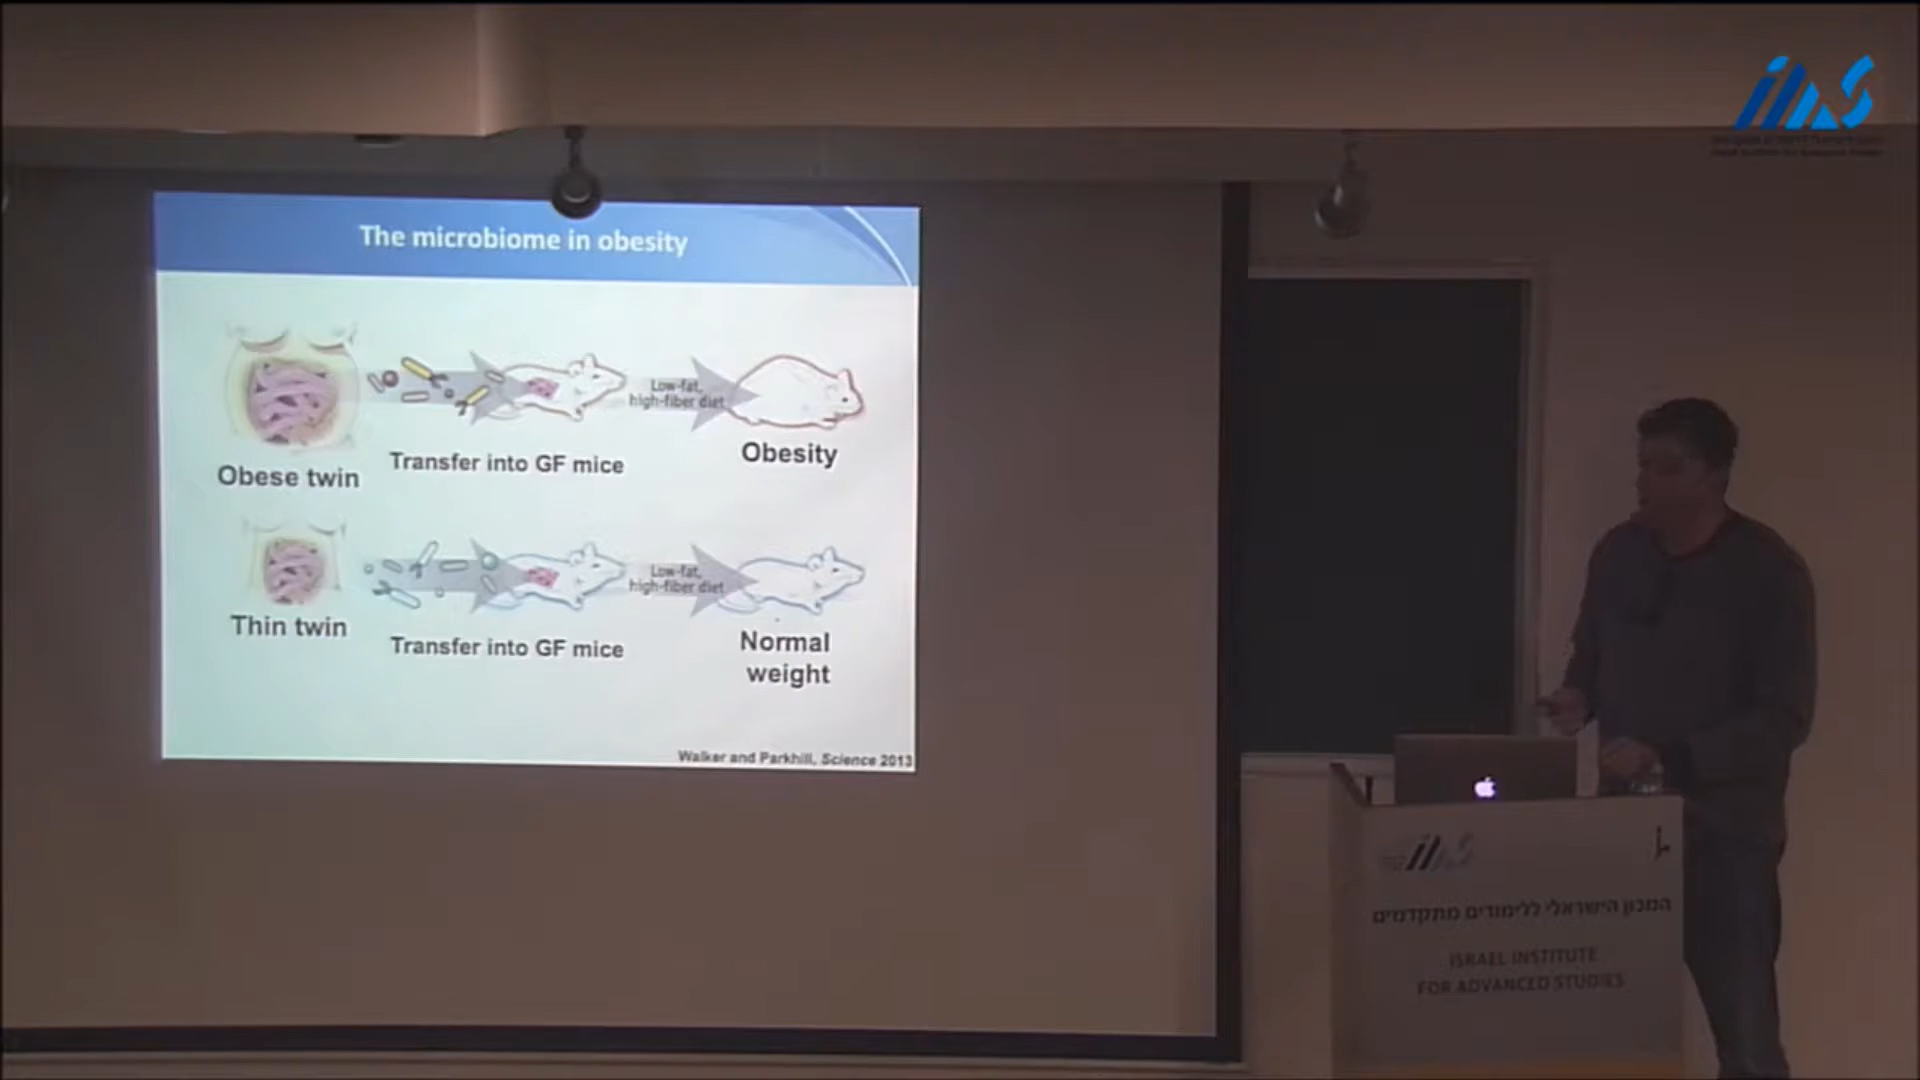 The microbiome in obesity
Low-fat,
high-fiber diet
Obese twin
Transfer into GF mice
Obesity
Low-fat,
high-fiber diet
Thin twin
Transfer into GF mice
Normal
weight
Walker and Parkhill, Science 2013
iias
iias
המכון הישראלי ללימודים מתקדמים
ISRAEL INSTITUTE
FOR ADVANCED STUDIES